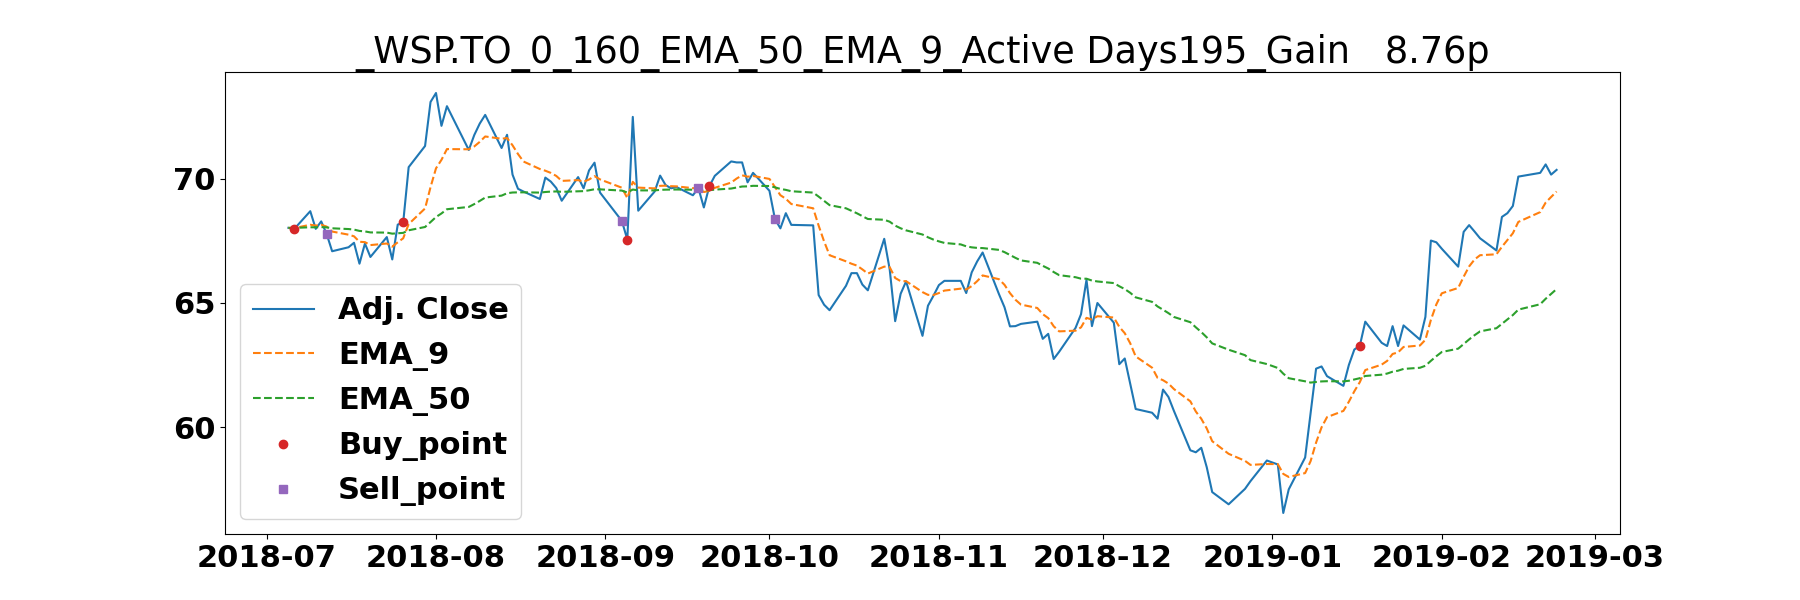 _WSP.TO_0_160_EMA_50_EMA_9_Active Days195_Gain   8.76p
70
65
60
Adj. Close
EMA_9
EMA_50
Buy_point
Sell_point
2018-07 2018-08 2018-09 2018-10 2018-11 2018-12 2019-01 2019-02 2019-03